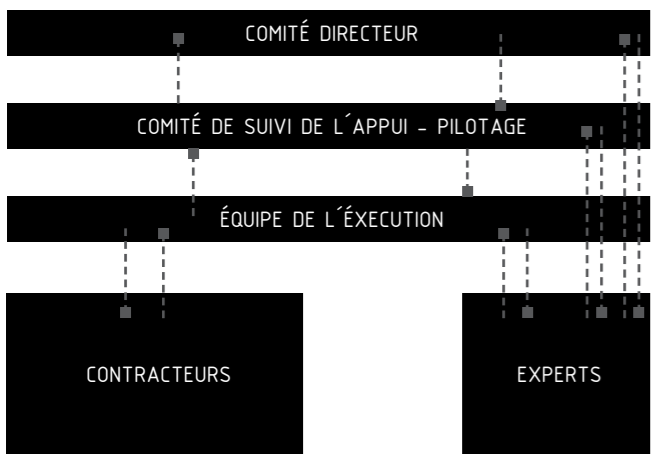 COMITÉ DIRECTEUR
COMITÉ DE SUIVI DE L´APPUI - PILOTAGE
ÉQUIPE DE L´ÉXECUTION
CONTRACTEURS
EXPERTS